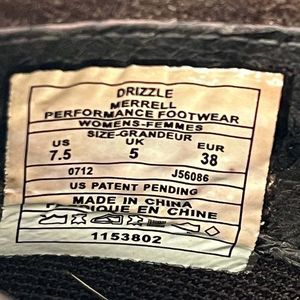 DRIZZLE
MERRELL
PERFORMANCE FOOTWEAR
WOMENS-FEMMES
SIZE-GRANDEUR
US UK EUR
7.5 5 38
0712 J56086
US PATENT PENDING
MADE IN CHINA
FABRIQUE EN CHINE
1153802